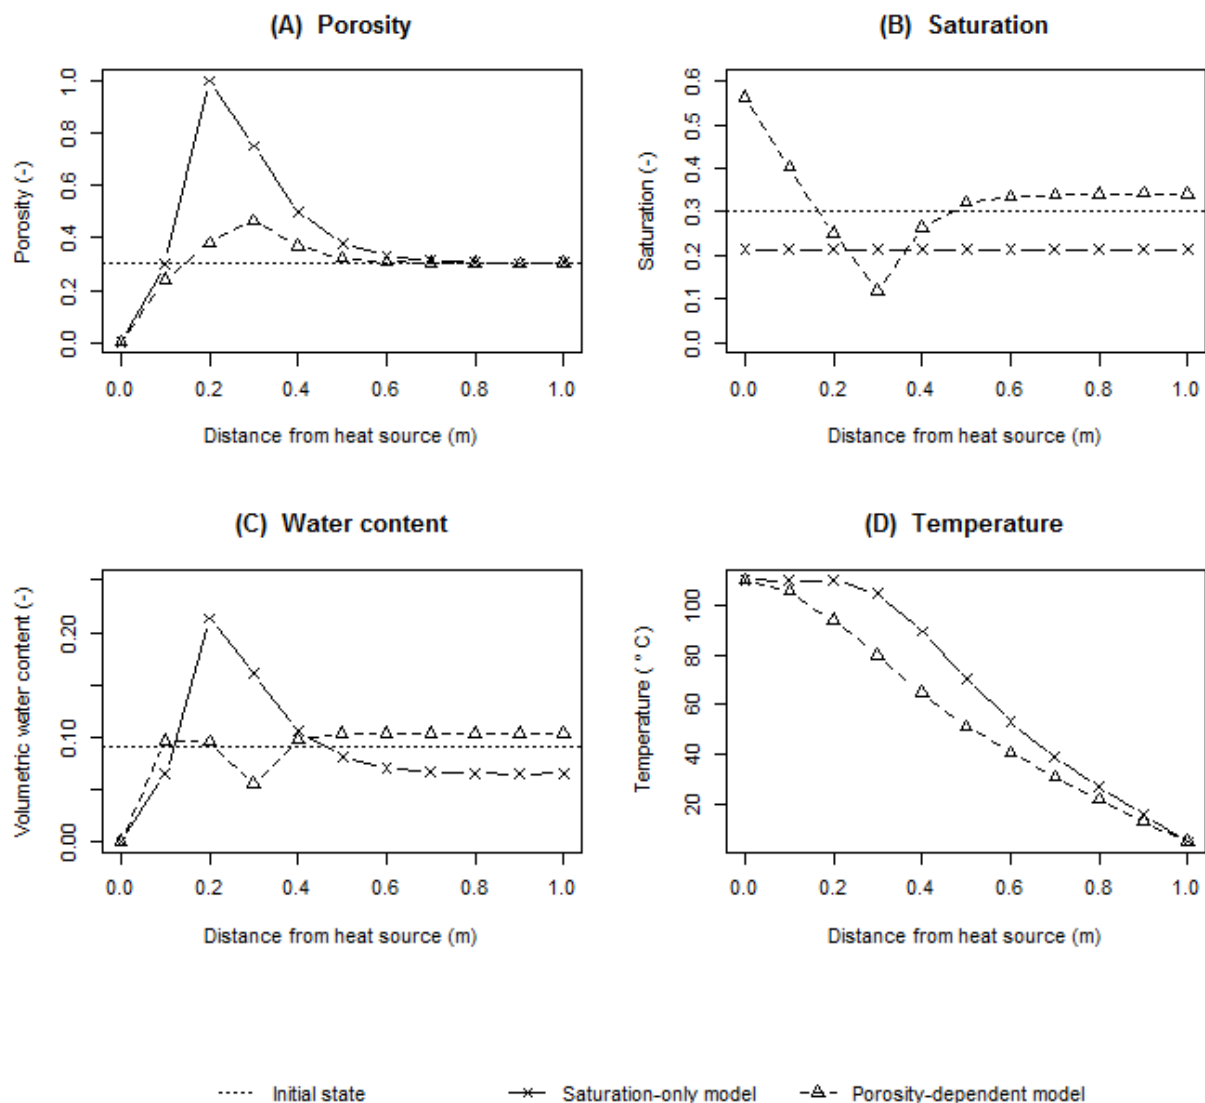 (A) Porosity
Porosity (-)
0.0 0.2 0.4 0.6 0.8 1.0
0.0 0.2 0.4 0.6 0.8 1.0
Distance from heat source (m)
(B) Saturation
Saturation (-)
0.0 0.1 0.2 0.3 0.4 0.5 0.6
0.0 0.2 0.4 0.6 0.8 1.0
Distance from heat source (m)
(C) Water content
Volumetric water content (-)
0.00 0.10 0.20
0.0 0.2 0.4 0.6 0.8 1.0
Distance from heat source (m)
(D) Temperature
Temperature ( ° C)
20 40 60 80 100
0.0 0.2 0.4 0.6 0.8 1.0
Distance from heat source (m)
Initial state
Saturation-only model
Porosity-dependent model